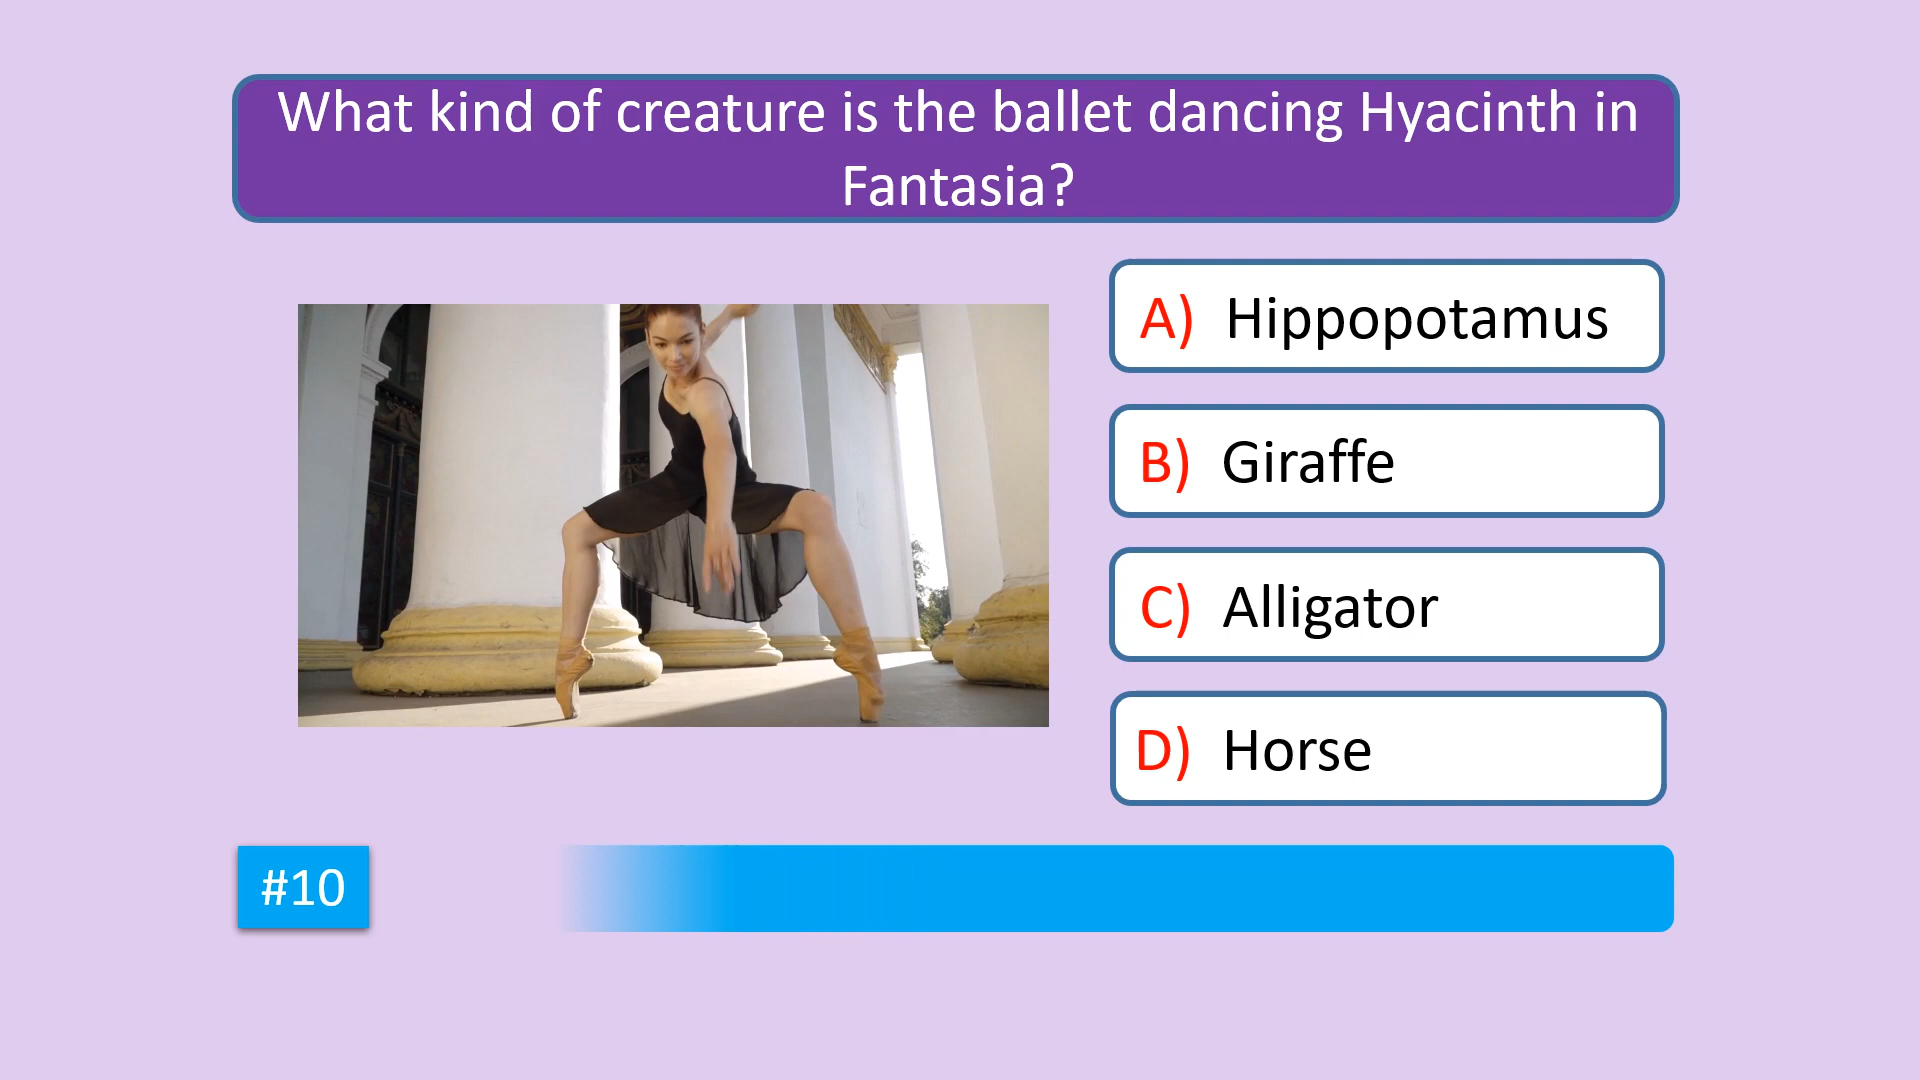 What kind of creature is the ballet dancing Hyacinth in
Fantasia?
A) Hippopotamus
B) Giraffe
C) Alligator
D) Horse
#10